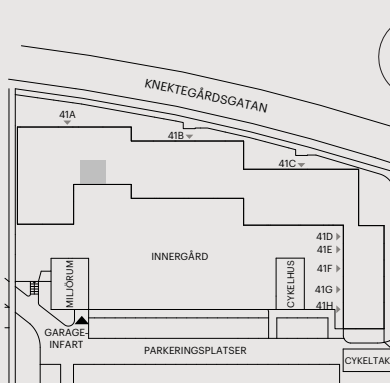 KNEKTEGÅRDSGATAN
41A
41B
41C
41D
41E
INNERGÅRD
41F
MILJÖRUM
CYKELHUS
41G
41H
GARAGE-
INFART
PARKERINGSPLATSER
CYKELTAK